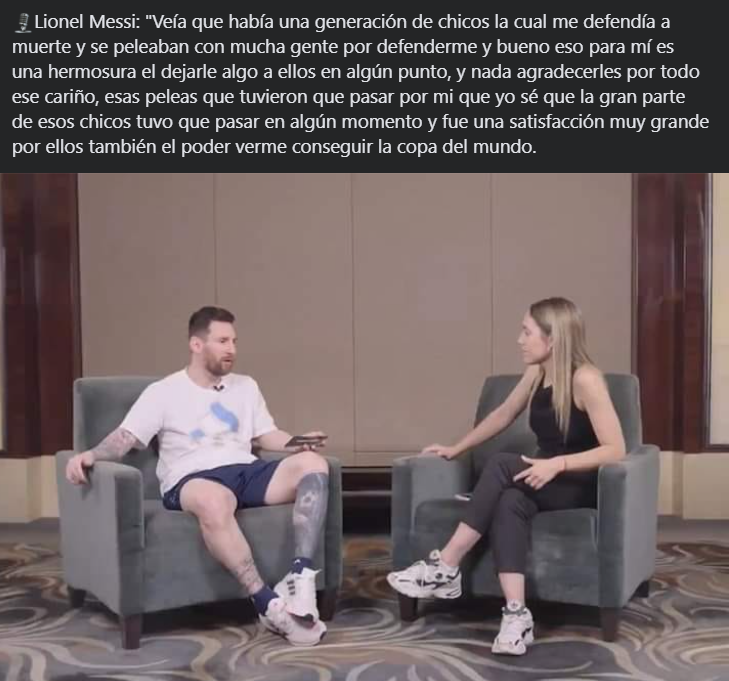 🎙️Lionel Messi: "Veía que había una generación de chicos la cual me defendía a
muerte y se peleaban con mucha gente por defenderme y bueno eso para mí es
una hermosura el dejarle algo a ellos en algún punto, y nada agradecerles por todo
ese cariño, esas peleas que tuvieron que pasar por mi que yo sé que la gran parte
de esos chicos tuvo que pasar en algún momento y fue una satisfacción muy grande
por ellos también el poder verme conseguir la copa del mundo.